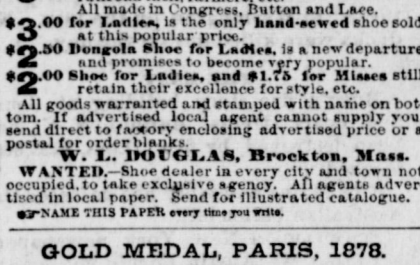 All made in Congress, Button and Lace.
$3.00 for Ladies, is the only hand-sewed shoe sold
at this popular price.
$2.50 Dongola Shoe for Ladies, is a new departure
and promises to become very popular.
$2.00 Shoe for Ladies, and $1.75 for Misses still
retain their excellence for style, etc.
All goods warranted and stamped with name on bot
tom. If advertised local agent cannot supply you
send direct to factory enclosing advertised price or a
postal for order blanks.
W. L. DOUGLAS, Brockton, Mass.
WANTED.—Shoe dealer in every city and town not
occupied, to take exclusive agency. All agents adver
tised in local paper. Send for illustrated catalogue.
☞NAME THIS PAPER every time you write.
GOLD MEDAL, PARIS, 1878.